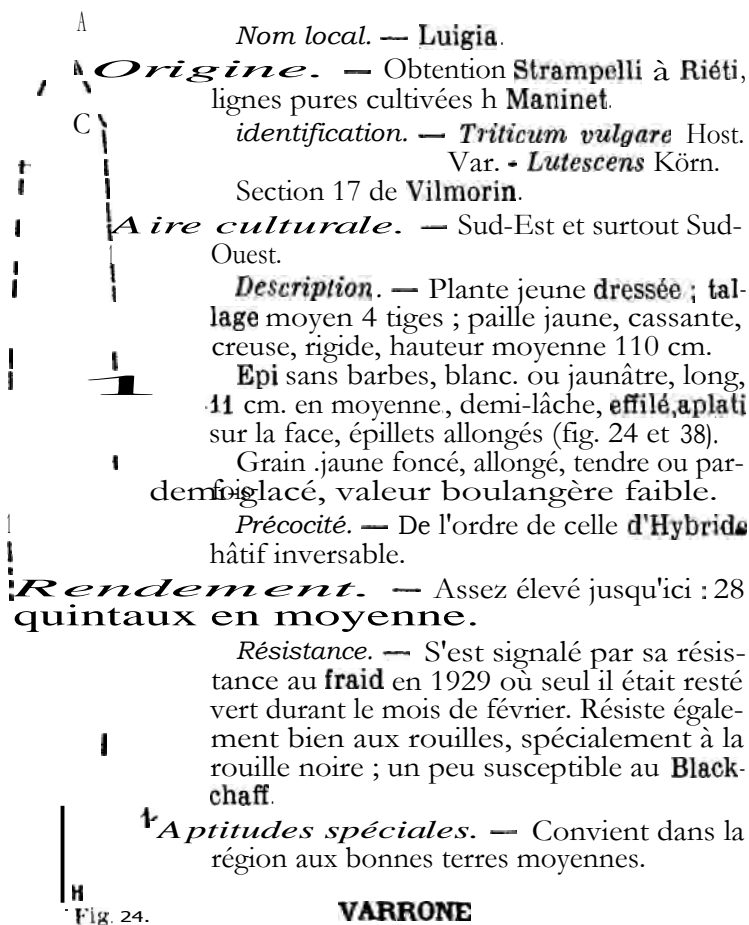 A
Nom local. — Luigia.
Origine. — Obtention Strampelli à Riéti,
lignes pures cultivées h Maninet.
C
identification. — Triticum vulgare Host.
Var. - Lutescens Körn.
Section 17 de Vilmorin.
Aire culturale. — Sud-Est et surtout Sud-
Ouest.
Description. — Plante jeune dressée ; tal-
lage moyen 4 tiges ; paille jaune, cassante,
creuse, rigide, hauteur moyenne 110 cm.
Epi sans barbes, blanc. ou jaunâtre, long,
11 cm. en moyenne, demi-lâche, effilé,aplati
sur la face, épillets allongés (fig. 24 et 38).
Grain .jaune foncé, allongé, tendre ou par-
fois demi-glacé, valeur boulangère faible.
Précocité. — De l'ordre de celle d'Hybride
hâtif inversable.
Rendement. — Assez élevé jusqu'ici : 28
quintaux en moyenne.
Résistance. — S'est signalé par sa résis-
tance au fraid en 1929 où seul il était resté
vert durant le mois de février. Résiste égale-
ment bien aux rouilles, spécialement à la
rouille noire ; un peu susceptible au Black-
chaff.
Aptitudes spéciales. — Convient dans la
région aux bonnes terres moyennes.
H
Fig. 24.
VARRONE